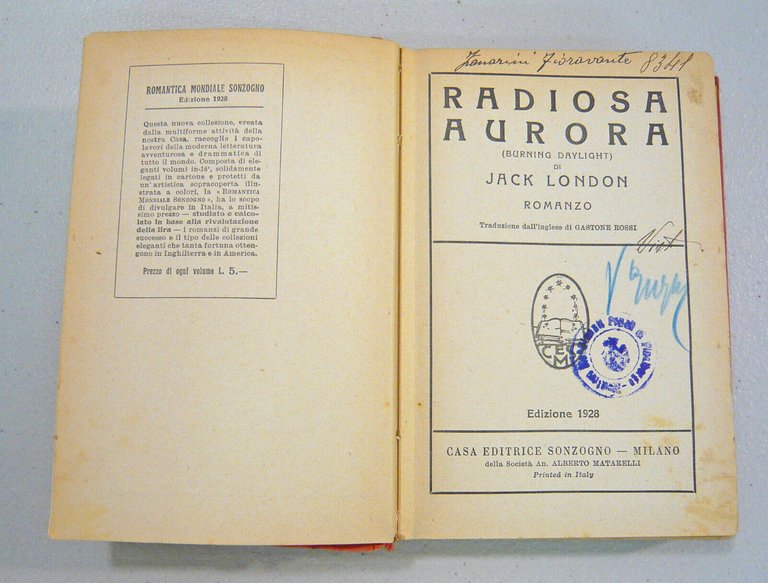 ROMANTICA MONDIALE SONZOGNO
Edizione 1928
Questa nuova collezione, creata
dalla multiforme attività della
nostra Casa, raccoglie i capo-
lavori della moderna letteratura
avventurosa e drammatica di
tutto il mondo. Composta di ele-
ganti volumi in-16°, solidamente
legati in cartone e protetti da
un'artistica sopracoperta illu-
strata a colori, la « ROMANTICA
MONDIALE SONZOGNO », ha lo scopo
di divulgare in Italia, a mitis-
simo prezzo — studiato e calco-
lato in base alla rivalutazione
della lira — i romanzi di grande
successo e il tipo delle collezioni
eleganti che tanta fortuna otten-
gono in Inghilterra e in America.
Prezzo di ogni volume L. 5.—
Zanarini Fioravante 8341
RADIOSA
AURORA
(BURNING DAYLIGHT)
DI
JACK LONDON
ROMANZO
Traduzione dall'inglese di GASTONE ROSSI
CEM
Edizione 1928
CASA EDITRICE SONZOGNO — MILANO
della Società An. ALBERTO MATARELLI
Printed in Italy